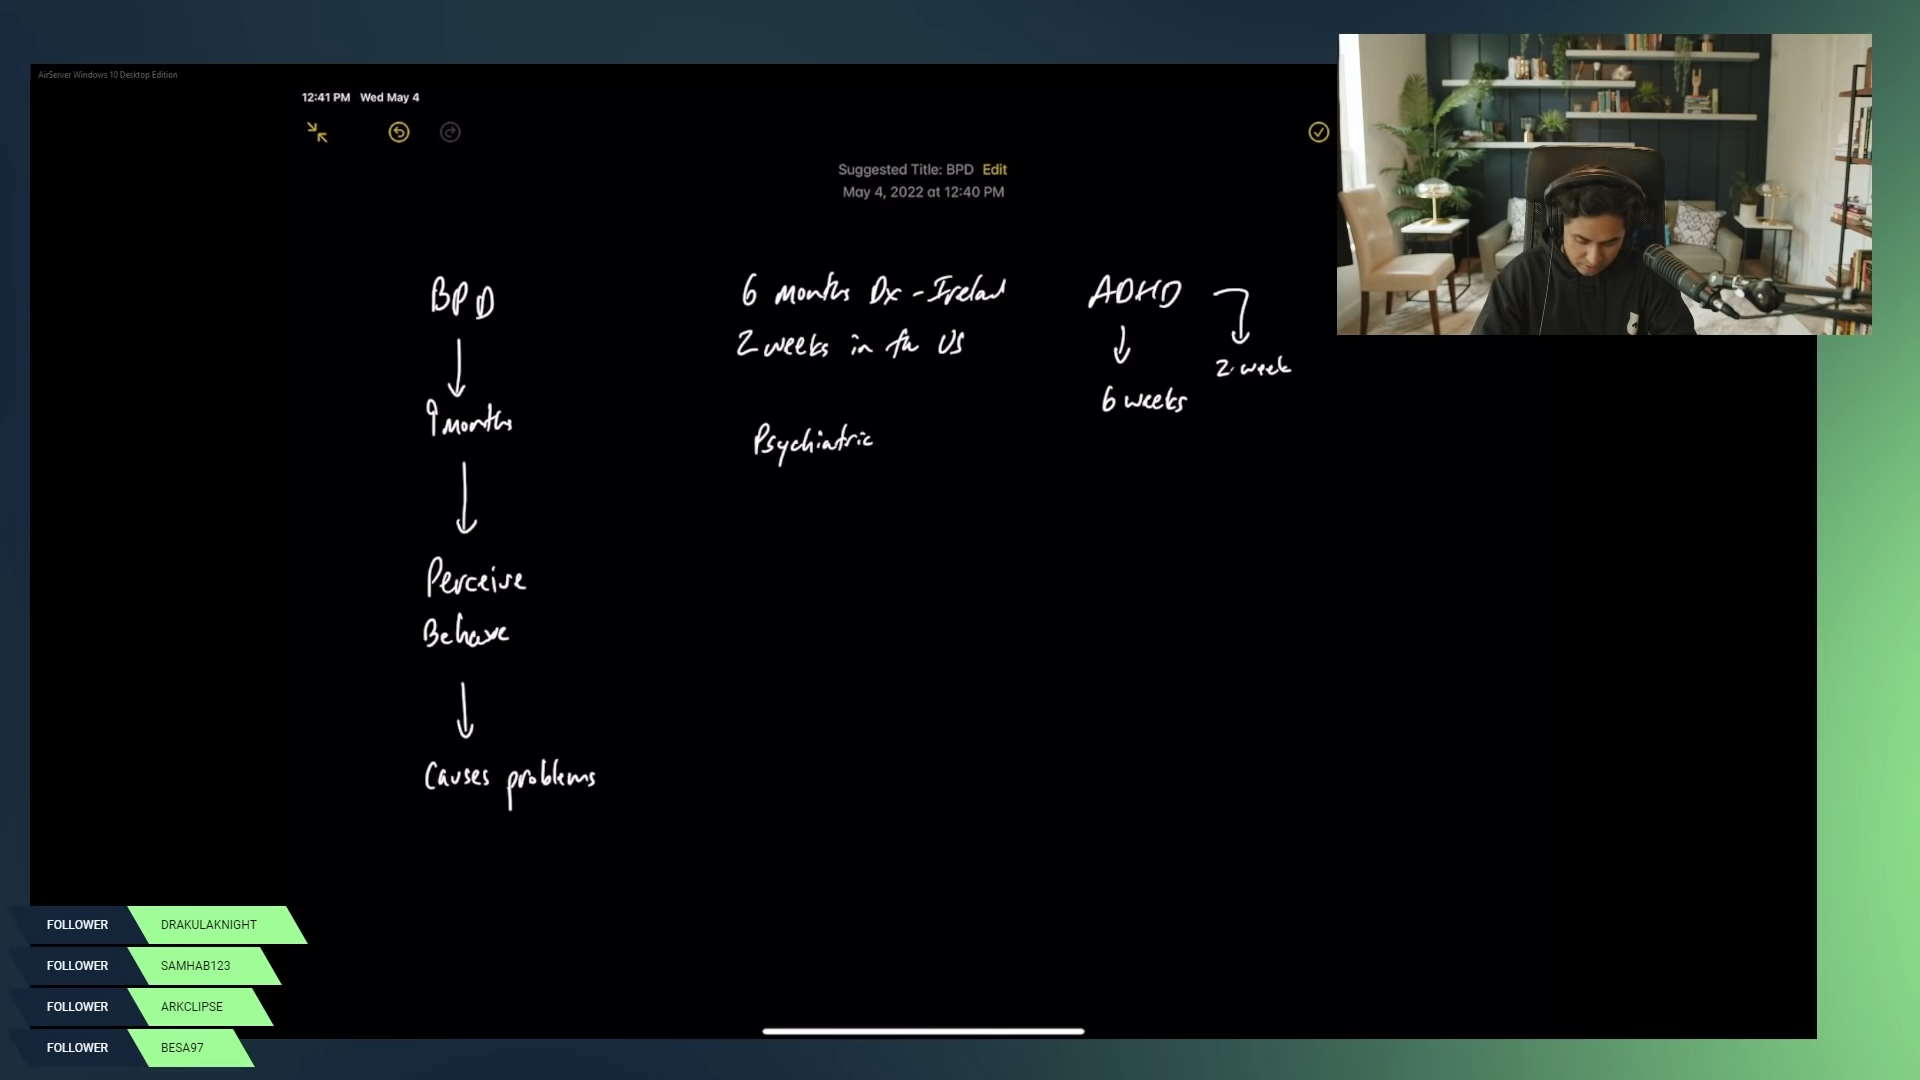 AirServer Windows 10 Desktop Edition
12:41 PM Wed May 4
Suggested Title: BPD Edit
May 4, 2022 at 12:40 PM
BPD
9 months
Perceive
Behave
Causes problems
6 months Dx - Ireland
2 weeks in the US
Psychiatric
ADHD
6 weeks
2 week
FOLLOWER DRAKULAKNIGHT
FOLLOWER SAMHAB123
FOLLOWER ARKCLIPSE
FOLLOWER BESA97